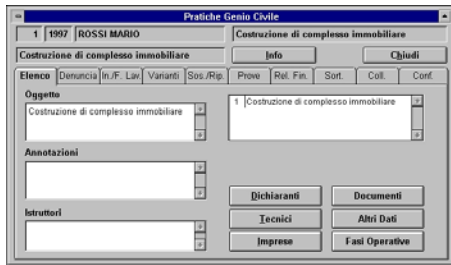 Pratiche Genio Civile
1 1997 ROSSI MARIO Costruzione di complesso immobiliare
Costruzione di complesso immobiliare Info Chiudi
Elenco Denuncia In./F. Lav. Varianti Sos./Rip. Prove Rel. Fin. Sort. Coll. Conf.
Oggetto
Costruzione di complesso immobiliare 1 Costruzione di complesso immobiliare
Annotazioni
Dichiaranti Documenti
Istruttori
Tecnici Altri Dati
Imprese Fasi Operative